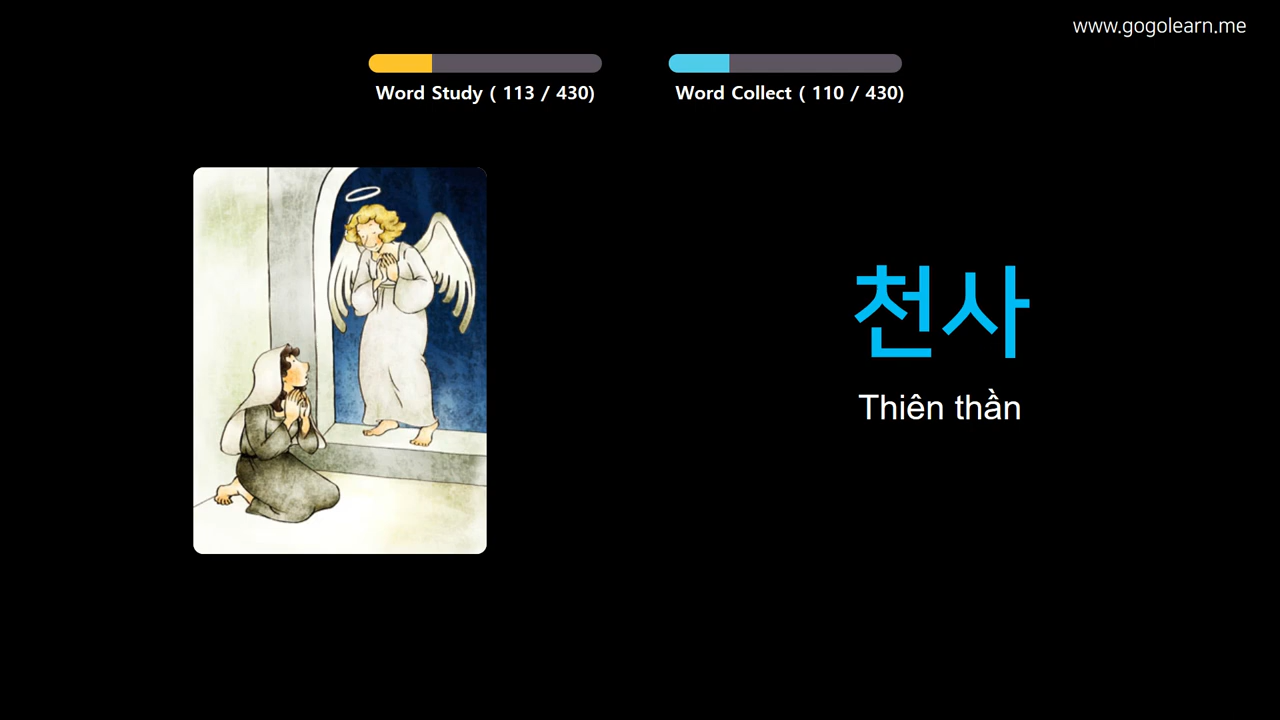 www.gogolearn.me
Word Study ( 113 / 430)
Word Collect ( 110 / 430)
천사
Thiên thần